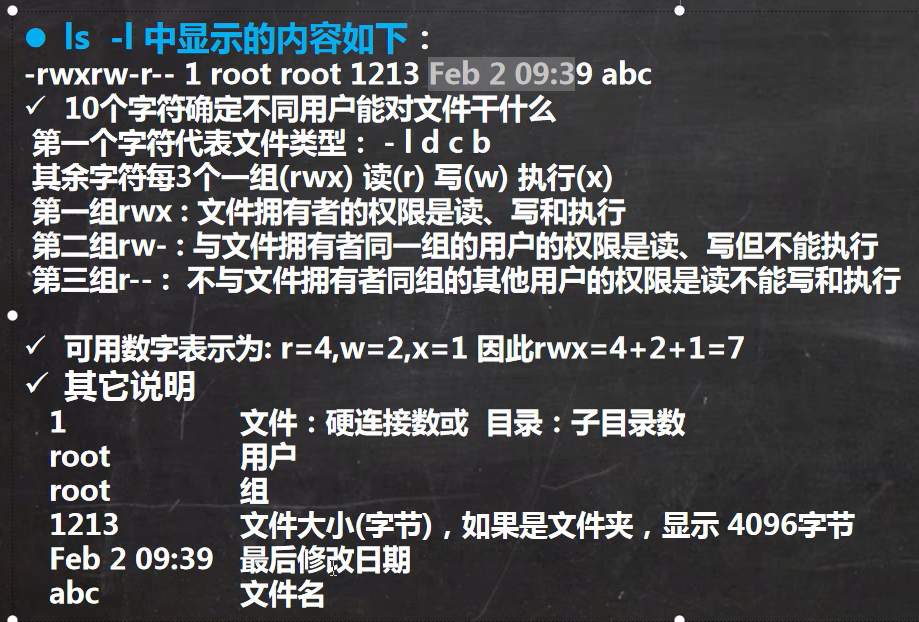 ● ls -l 中显示的内容如下：
-rwxrw-r-- 1 root root 1213 Feb 2 09:39 abc
✓ 10个字符确定不同用户能对文件干什么
第一个字符代表文件类型： - l d c b
其余字符每3个一组(rwx) 读(r) 写(w) 执行(x)
第一组rwx : 文件拥有者的权限是读、写和执行
第二组rw- : 与文件拥有者同一组的用户的权限是读、写但不能执行
第三组r-- : 不与文件拥有者同组的其他用户的权限是读不能写和执行
✓ 可用数字表示为: r=4,w=2,x=1 因此rwx=4+2+1=7
✓ 其它说明
1 文件：硬连接数或 目录：子目录数
root 用户
root 组
1213 文件大小(字节)，如果是文件夹，显示 4096字节
Feb 2 09:39 最后修改日期
abc 文件名